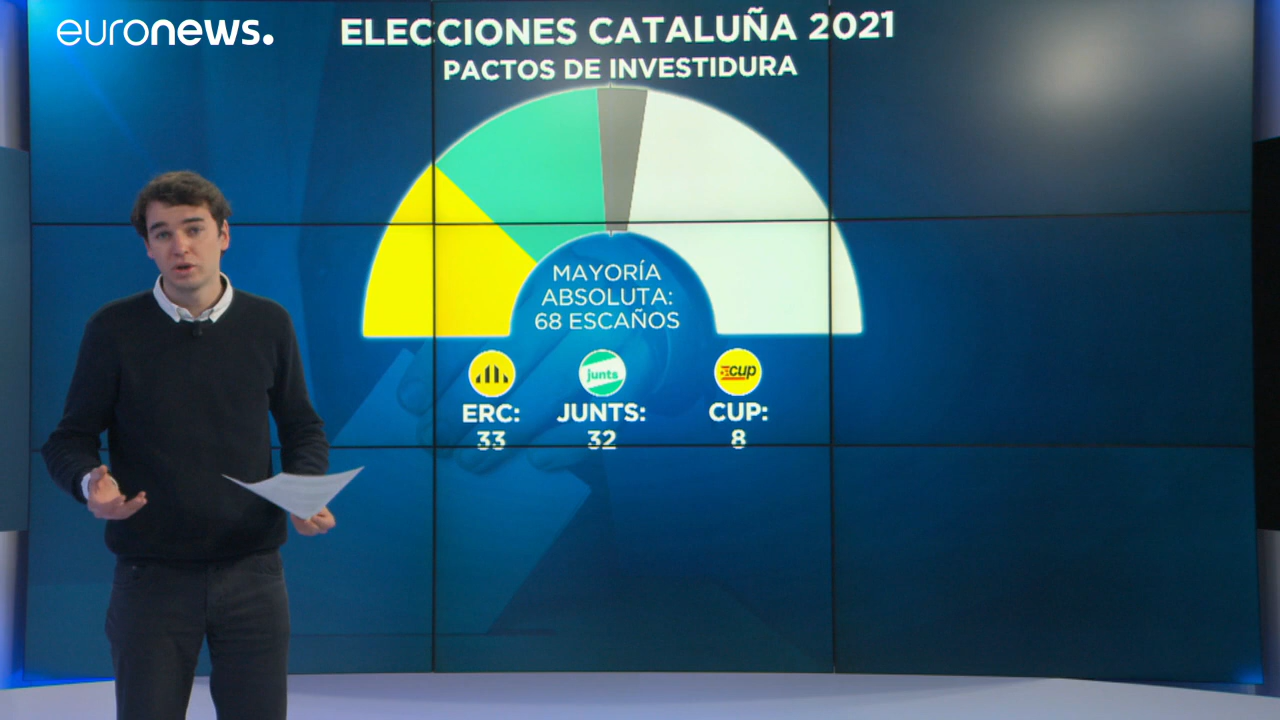 euronews.
ELECCIONES CATALUÑA 2021
PACTOS DE INVESTIDURA
MAYORÍA
ABSOLUTA:
68 ESCAÑOS
junts
cup
ERC:
JUNTS:
CUP:
33
32
8